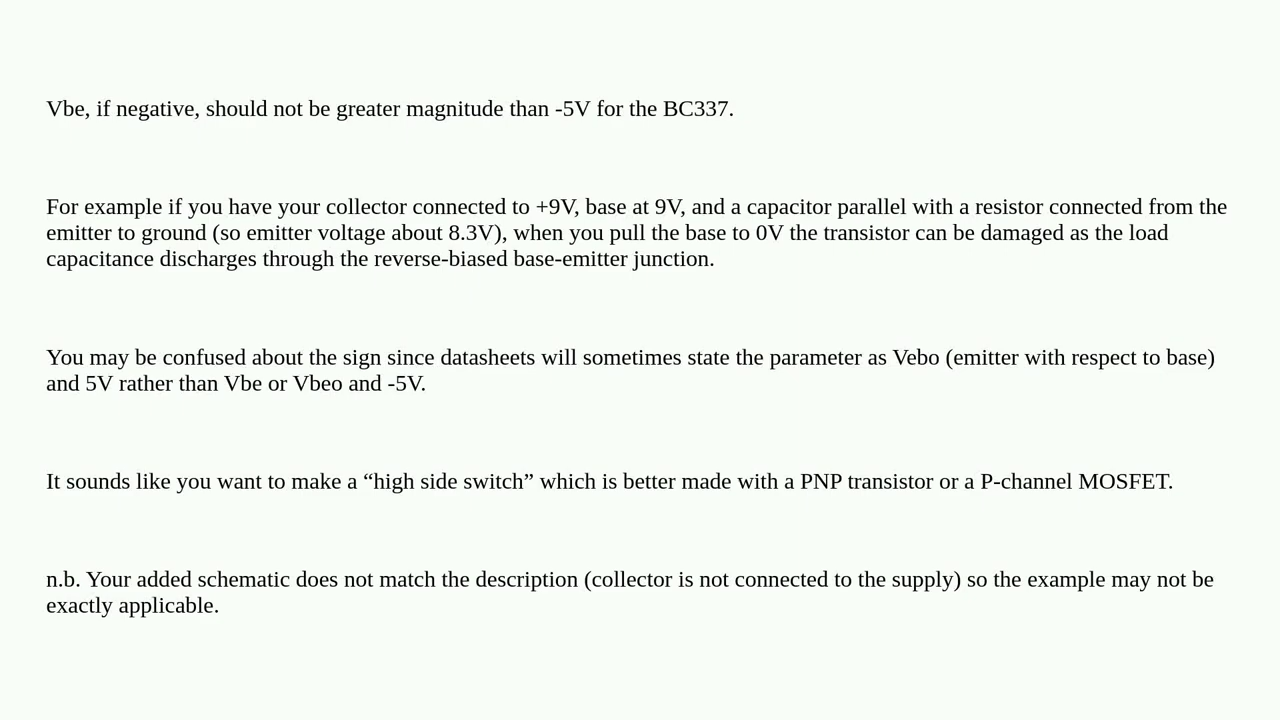 Vbe, if negative, should not be greater magnitude than -5V for the BC337.
For example if you have your collector connected to +9V, base at 9V, and a capacitor parallel with a resistor connected from the
emitter to ground (so emitter voltage about 8.3V), when you pull the base to 0V the transistor can be damaged as the load
capacitance discharges through the reverse-biased base-emitter junction.
You may be confused about the sign since datasheets will sometimes state the parameter as Vebo (emitter with respect to base)
and 5V rather than Vbe or Vbeo and -5V.
It sounds like you want to make a “high side switch” which is better made with a PNP transistor or a P-channel MOSFET.
n.b. Your added schematic does not match the description (collector is not connected to the supply) so the example may not be
exactly applicable.